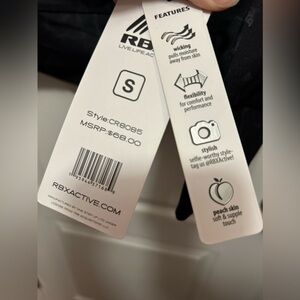 RBX
LIVE LIFE AC
S
Style:CR8085
MSRP:$68.00
RBXACTIVE.COM
FEATURES
wicking
pulls moisture
away from skin
flexibility
for comfort and
performance
stylish
selfie-worthy style-
tag us @RBXActive!
peach skin
soft & supple
touch